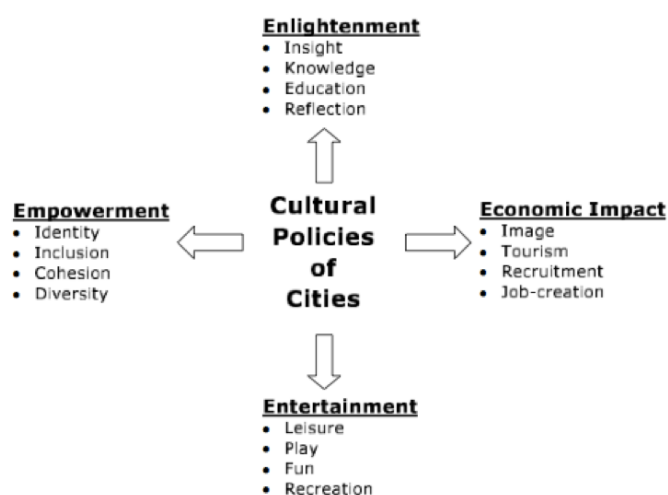 Enlightenment
• Insight
• Knowledge
• Education
• Reflection
Empowerment
• Identity
• Inclusion
• Cohesion
• Diversity
Cultural
Policies
of
Cities
Economic Impact
• Image
• Tourism
• Recruitment
• Job-creation
Entertainment
• Leisure
• Play
• Fun
• Recreation